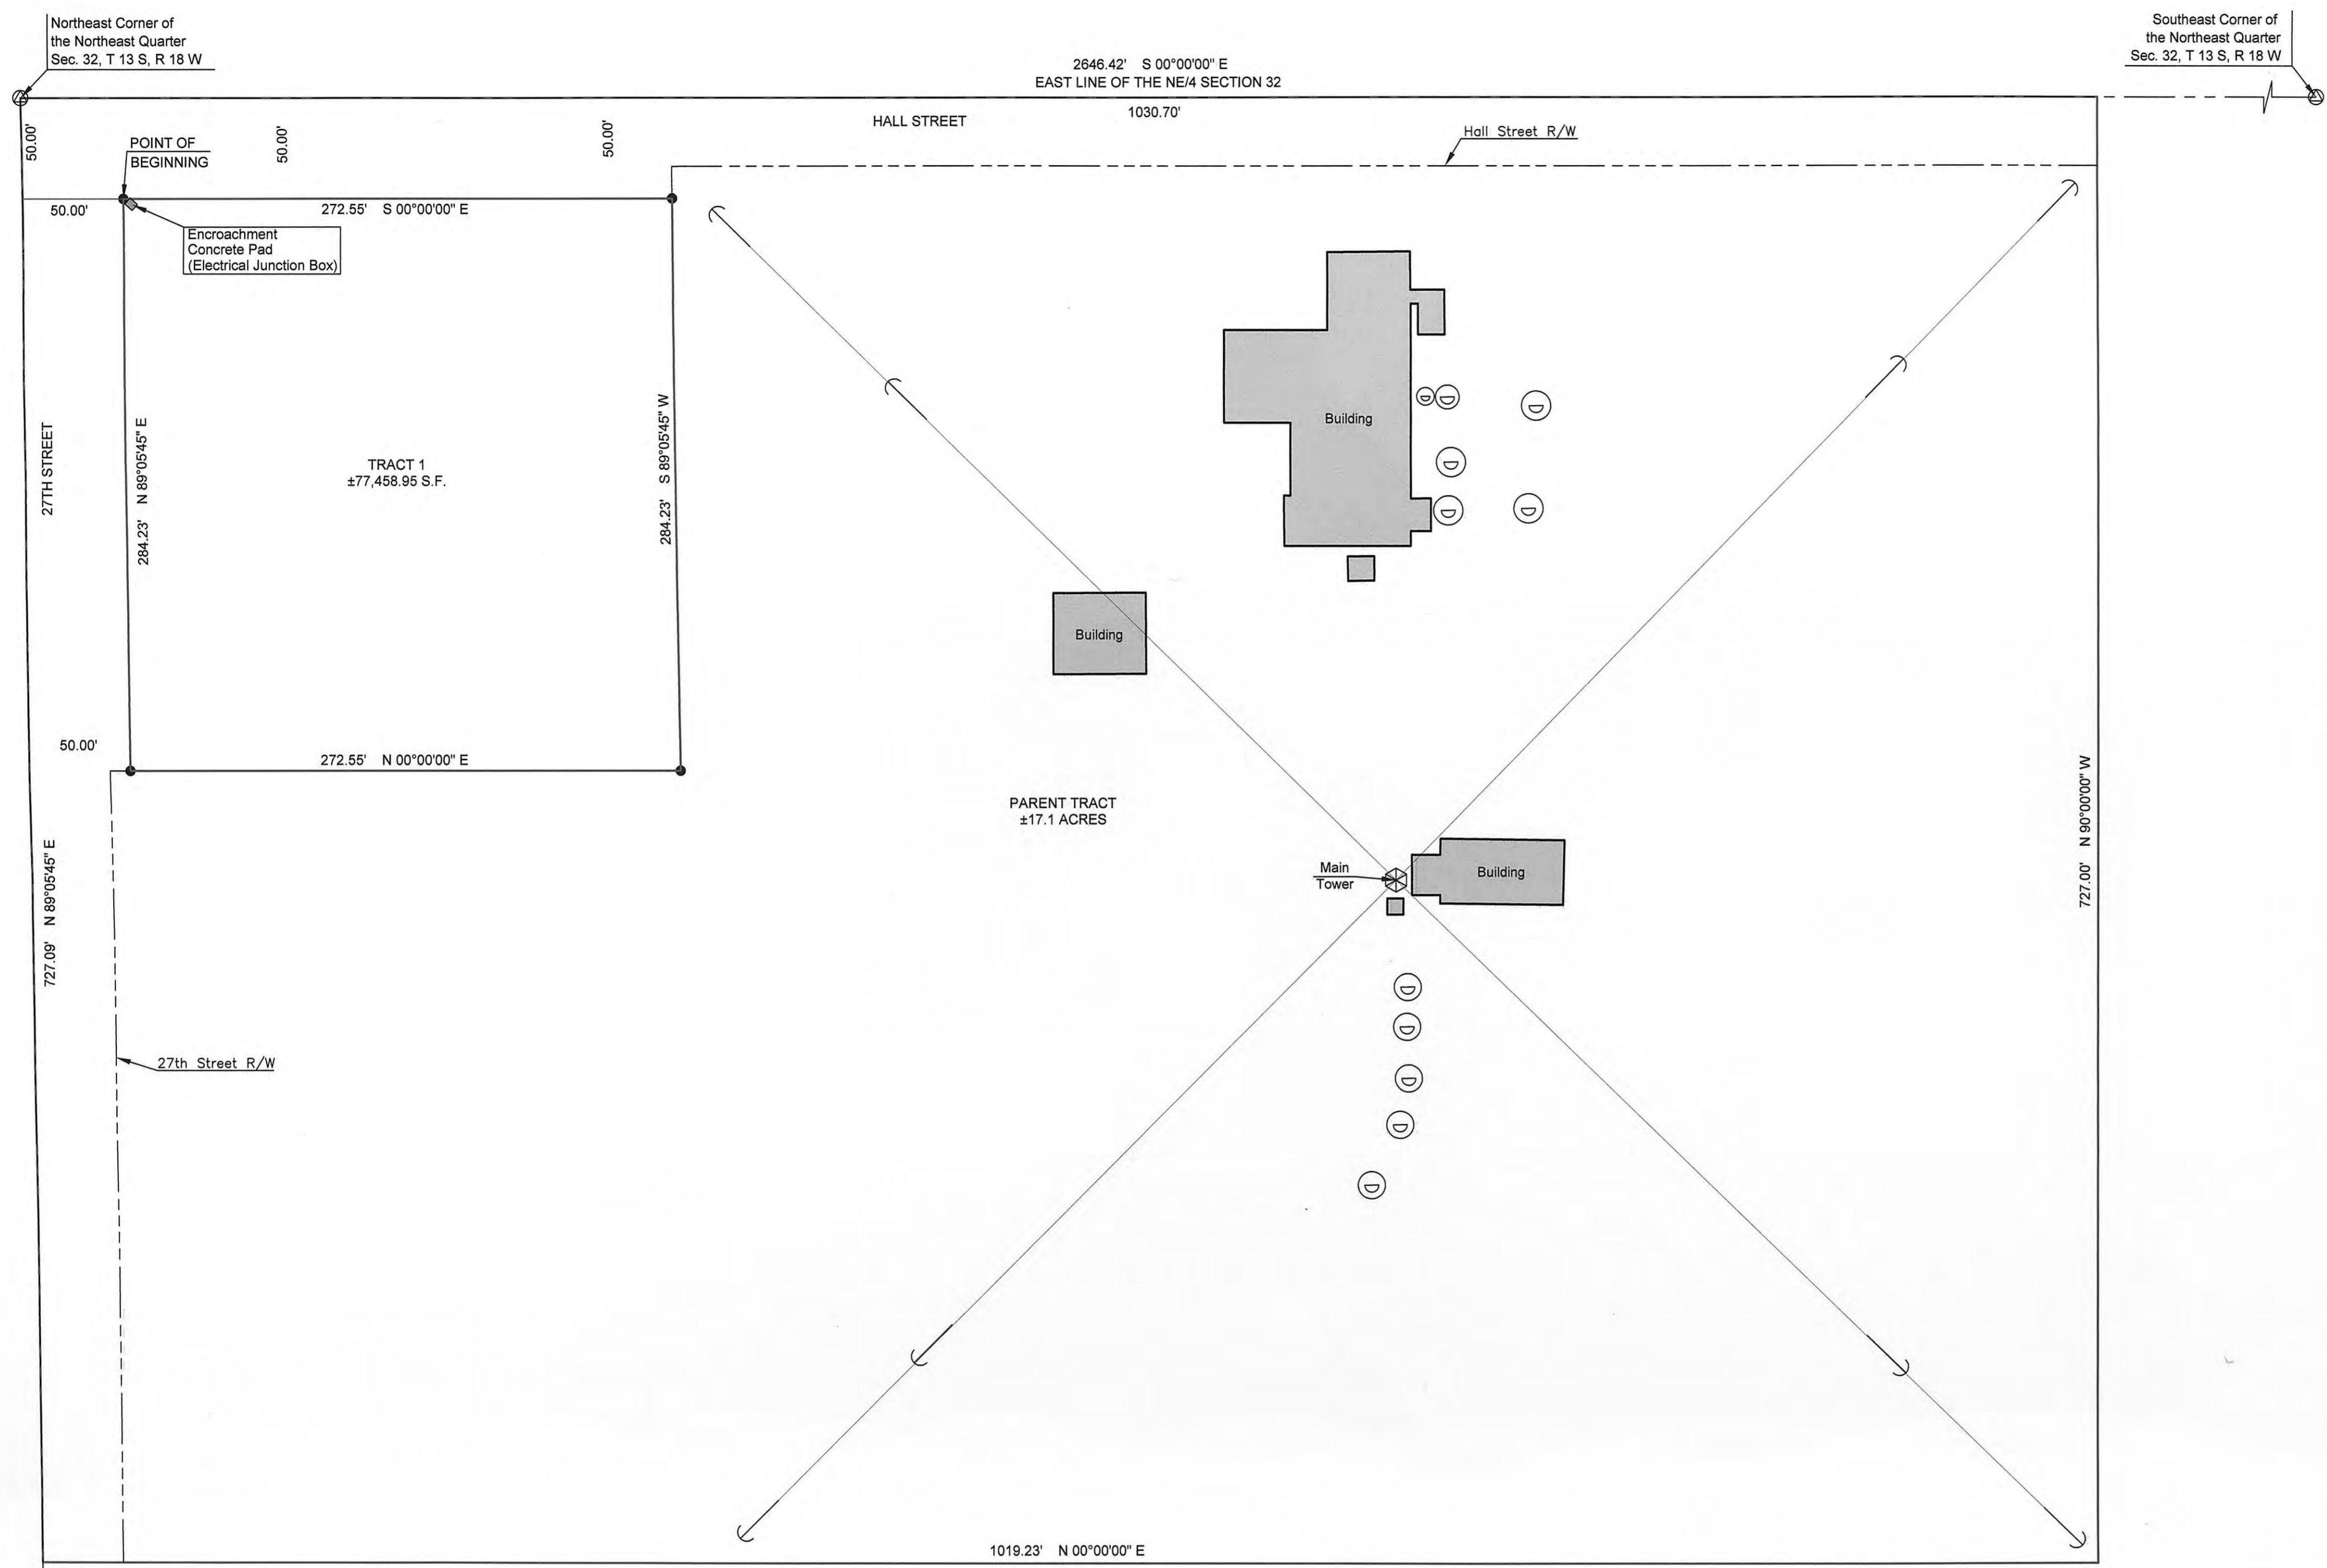 Northeast Corner of
the Northeast Quarter
Sec. 32, T 13 S, R 18 W
Southeast Corner of
the Northeast Quarter
Sec. 32, T 13 S, R 18 W
2646.42' S 00°00'00" E
EAST LINE OF THE NE/4 SECTION 32
1030.70'
HALL STREET
Hall Street R/W
50.00'
50.00'
50.00'
POINT OF
BEGINNING
50.00'
272.55' S 00°00'00" E
Encroachment
Concrete Pad
(Electrical Junction Box)
27TH STREET
284.23' N 89°05'45" E
TRACT 1
±77,458.95 S.F.
284.23' S 89°05'45" W
Building
Building
50.00'
272.55' N 00°00'00" E
PARENT TRACT
±17.1 ACRES
Main
Tower
Building
727.00' N 90°00'00" W
727.09' N 89°05'45" E
27th Street R/W
1019.23' N 00°00'00" E